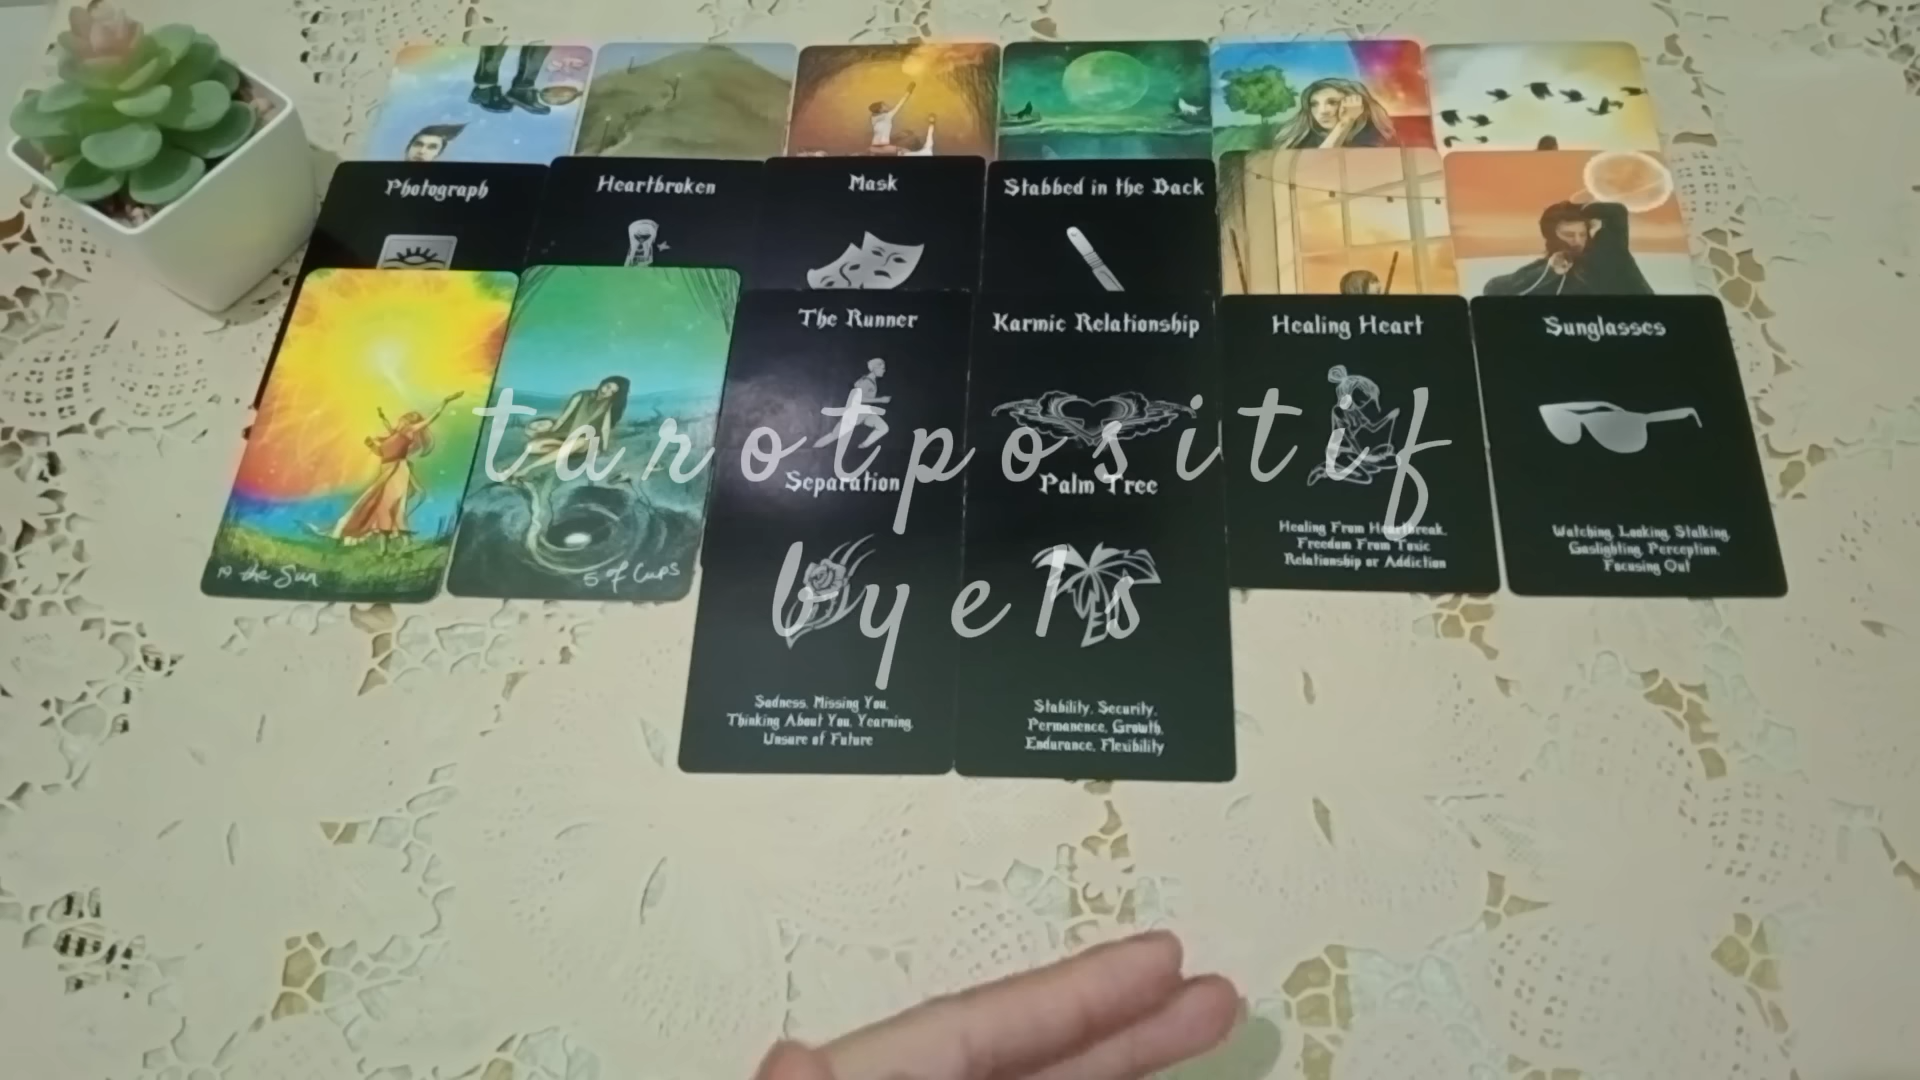 Photograph
Heartbroken
Mask
Stabbed in the Back
The Runner
Karmic Relationship
Healing Heart
Sunglasses
tarotpositif
Separation
Palm Tree
Healing From Heartbreak,
Freedom From Toxic
Relationship or Addiction
Watching, Looking, Stalking,
Gaslighting, Perception,
Focusing Out
19 the Sun
5 of Cups
byels
Sadness, Missing You,
Thinking About You, Yearning,
Unsure of Future
Stability, Security,
Permanence, Growth,
Endurance, Flexibility